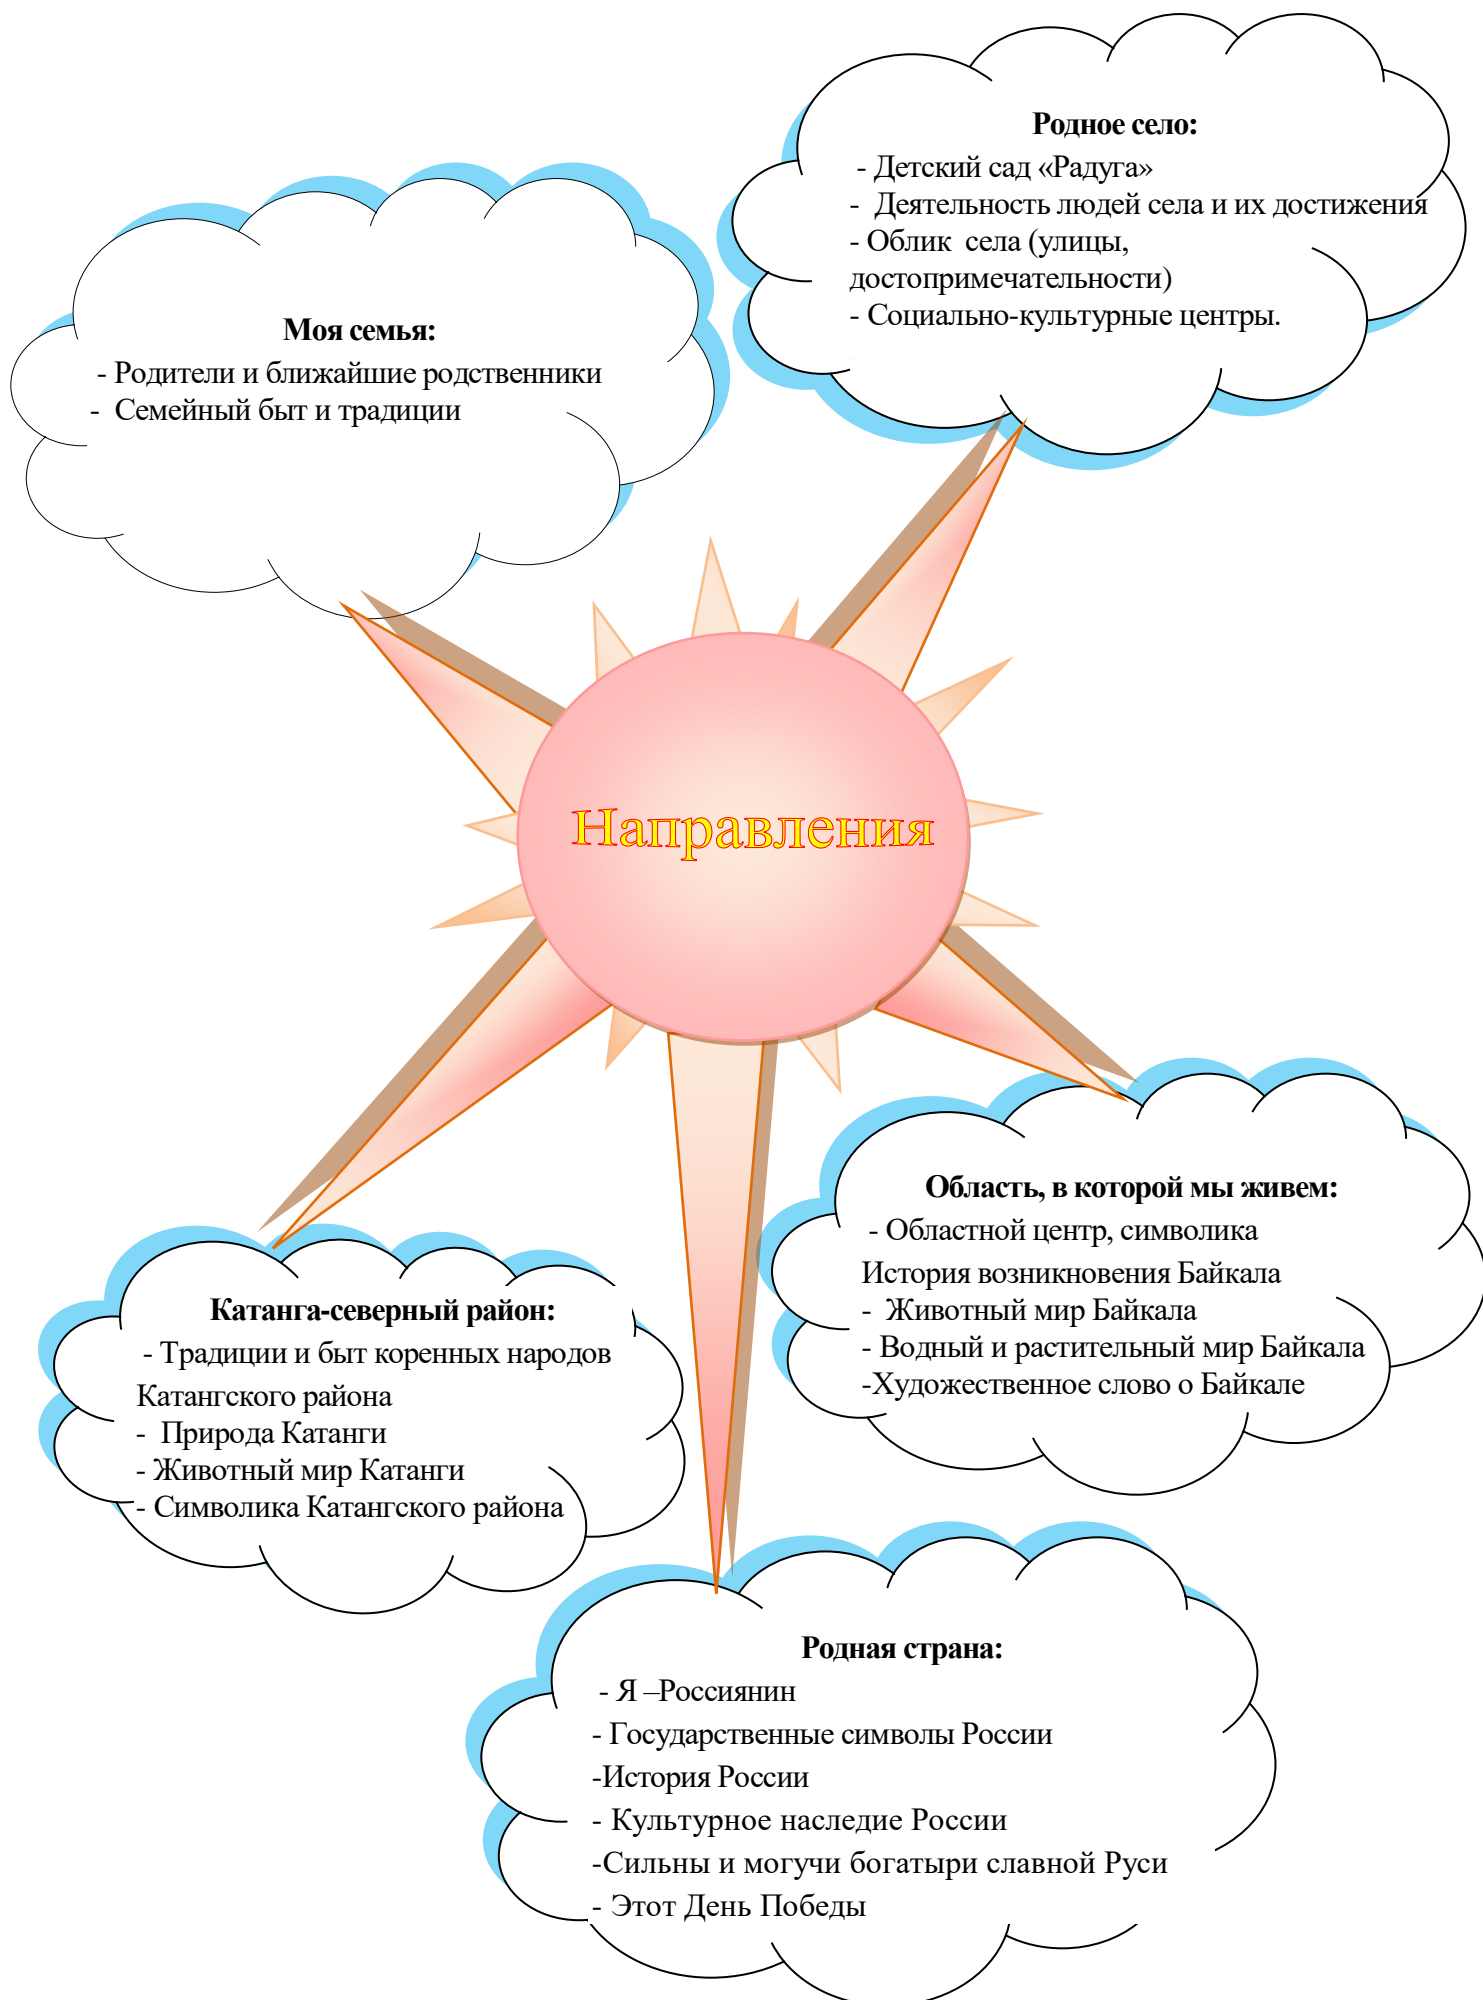 Родное село:
- Детский сад «Радуга»
- Деятельность людей села и их достижения
- Облик села (улицы,
достопримечательности)
- Социально-культурные центры.
Моя семья:
- Родители и ближайшие родственники
- Семейный быт и традиции
Направления
Область, в которой мы живем:
- Областной центр, символика
История возникновения Байкала
- Животный мир Байкала
- Водный и растительный мир Байкала
-Художественное слово о Байкале
Катанга-северный район:
- Традиции и быт коренных народов
Катангского района
- Природа Катанги
- Животный мир Катанги
- Символика Катангского района
Родная страна:
- Я –Россиянин
- Государственные символы России
-История России
- Культурное наследие России
-Сильны и могучи богатыри славной Руси
- Этот День Победы